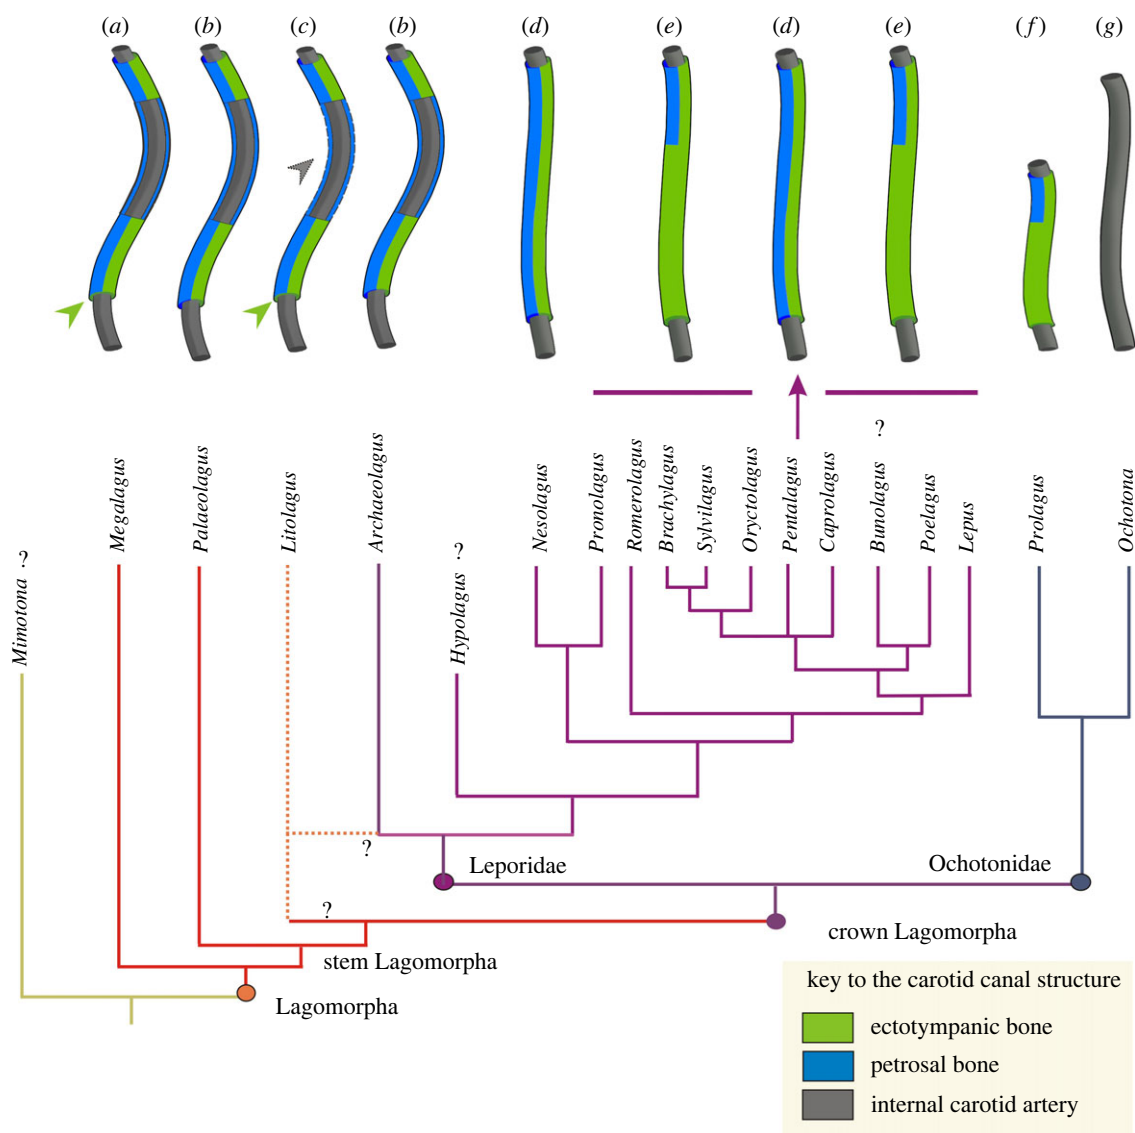 (a) (b) (c) (b) (d) (e) (d) (e) (f) (g)
?
Mimotona ?
Megalagus
Palaeolagus
Litolagus
Archaeolagus
Hypolagus ?
Nesolagus
Pronolagus
Romerolagus
Brachylagus
Sylvilagus
Oryctolagus
Pentalagus
Caprolagus
Bunolagus
Poelagus
Lepus
Prolagus
Ochotona
?
Leporidae
Ochotonidae
?
crown Lagomorpha
stem Lagomorpha
Lagomorpha
key to the carotid canal structure
ectotympanic bone
petrosal bone
internal carotid artery